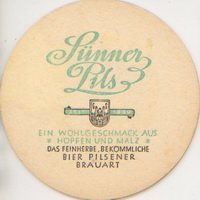 Sünner
Pils
EIN WOHLGESCHMACK AUS
* HOPFEN UND MALZ *
DAS FEINHERBE, BEKÖMMLICHE
BIER PILSENER
BRAUART